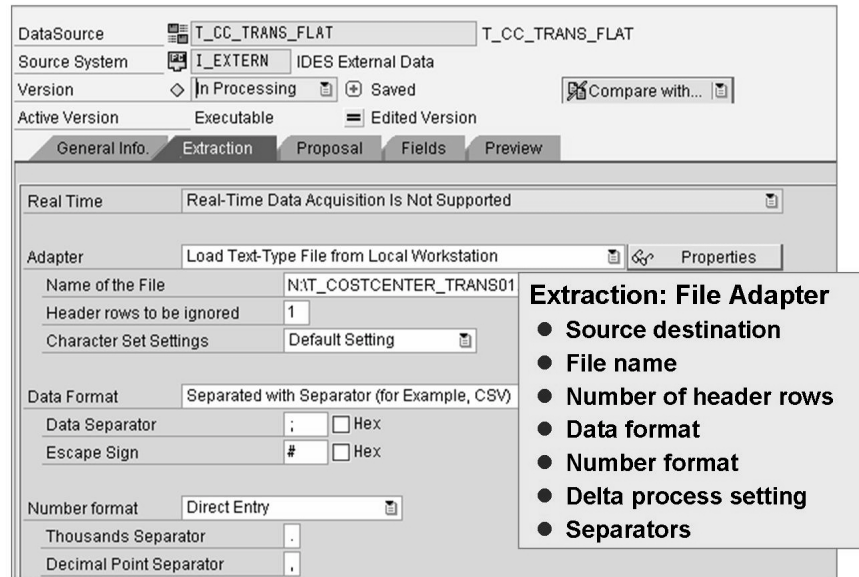 DataSource T_CC_TRANS_FLAT T_CC_TRANS_FLAT
Source System I_EXTERN IDES External Data
Version In Processing Saved Compare with...
Active Version Executable Edited Version
General Info. Extraction Proposal Fields Preview
Real Time Real-Time Data Acquisition Is Not Supported
Adapter Load Text-Type File from Local Workstation Properties
Name of the File N:\T_COSTCENTER_TRANS01.
Header rows to be ignored 1
Character Set Settings Default Setting
Data Format Separated with Separator (for Example, CSV)
Data Separator ; Hex
Escape Sign # Hex
Number format Direct Entry
Thousands Separator .
Decimal Point Separator ,
Extraction: File Adapter
● Source destination
● File name
● Number of header rows
● Data format
● Number format
● Delta process setting
● Separators